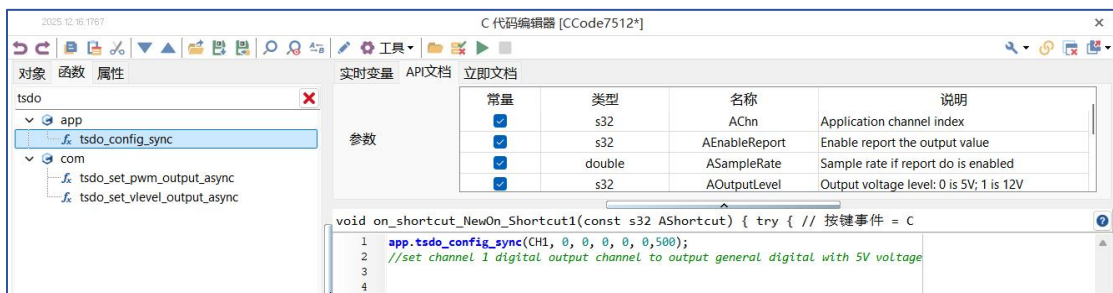 2025.12.16.1767
C 代码编辑器 [CCode7512*]
工具
对象 函数 属性
实时变量 API文档 立即文档
tsdo
app
tsdo_config_sync
com
tsdo_set_pwm_output_async
tsdo_set_vlevel_output_async
参数
常量 类型 名称 说明
s32 AChn Application channel index
s32 AEnableReport Enable report the output value
double ASampleRate Sample rate if report do is enabled
s32 AOutputLevel Output voltage level: 0 is 5V; 1 is 12V
void on_shortcut_NewOn_Shortcut1(const s32 AShortcut) { try { // 按键事件 = C
1 app.tsdo_config_sync(CH1, 0, 0, 0, 0, 0,500);
2 //set channel 1 digital output channel to output general digital with 5V voltage
3
4